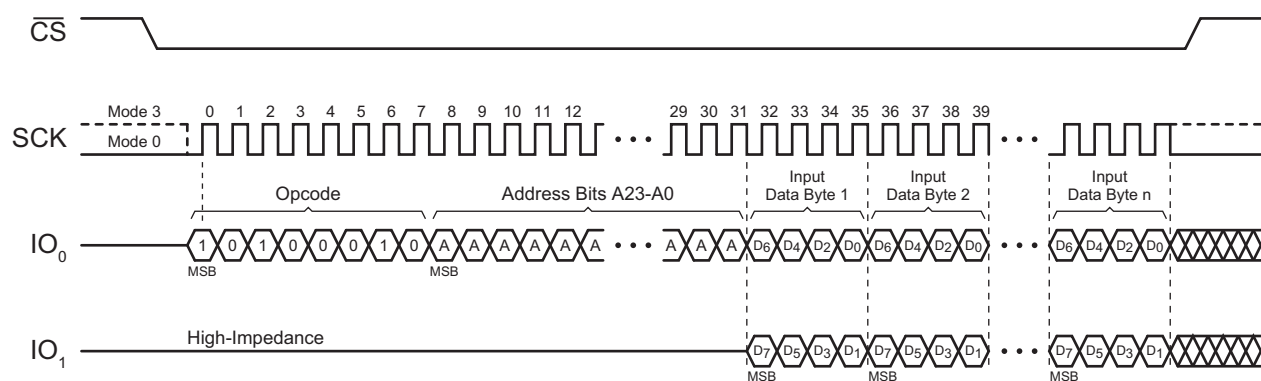 CS
Mode 3
0 1 2 3 4 5 6 7 8 9 10 11 12 29 30 31 32 33 34 35 36 37 38 39
SCK
Mode 0
Opcode
Address Bits A23-A0
Input
Data Byte 1
Input
Data Byte 2
Input
Data Byte n
IO0
1 0 1 0 0 0 1 0 A A A A A A A A A D6 D4 D2 D0 D6 D4 D2 D0 D6 D4 D2 D0
MSB MSB
High-Impedance
IO1
D7 D5 D3 D1 D7 D5 D3 D1 D7 D5 D3 D1
MSB MSB MSB